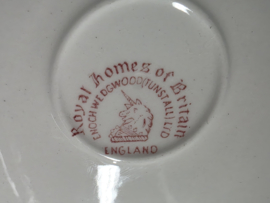 Royal Homes of Britain
ENOCH WEDGWOOD (TUNSTALL) LTD
ENGLAND